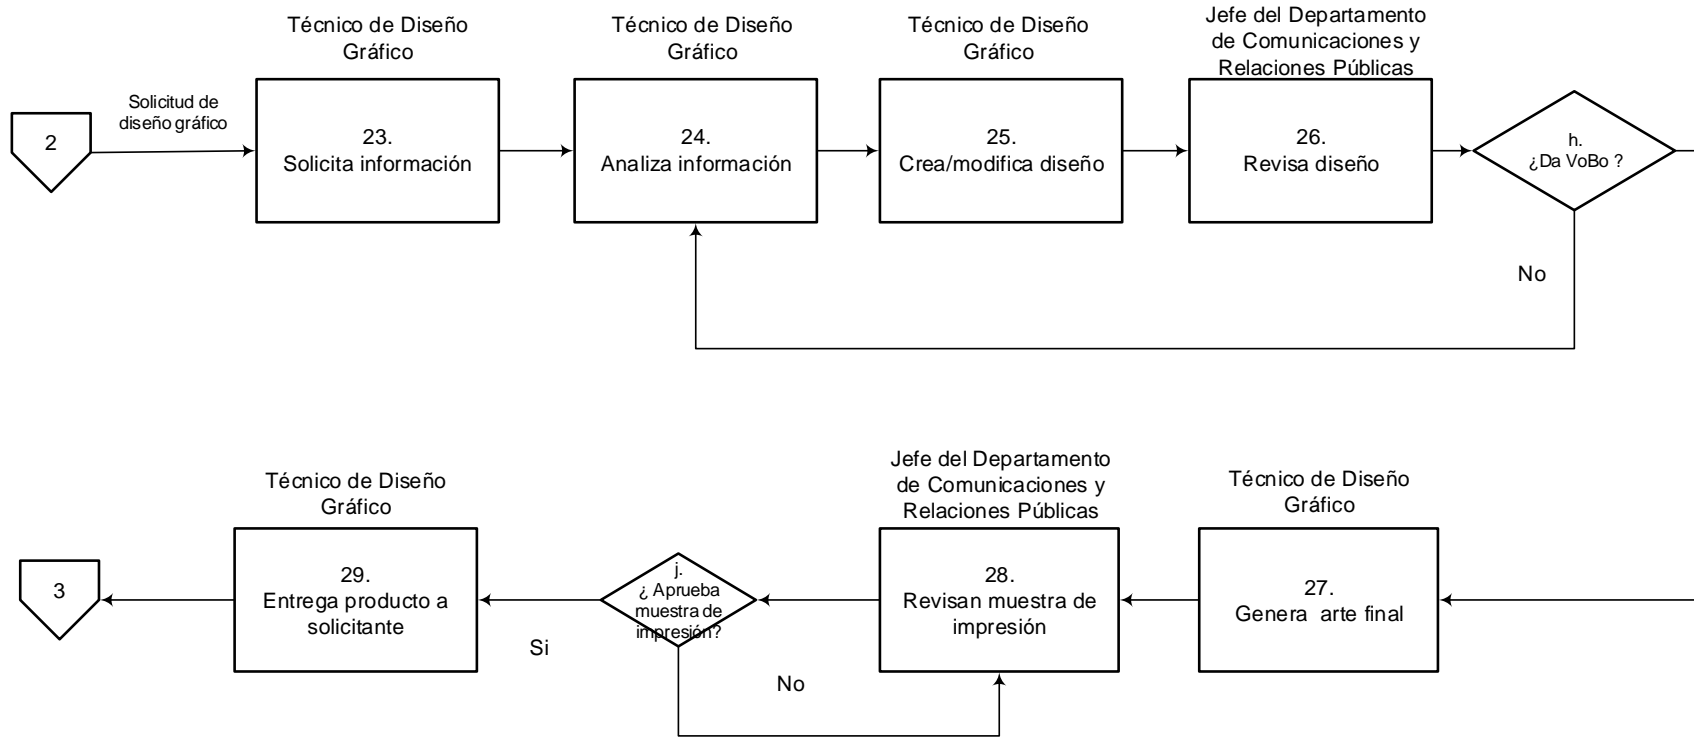 2
Solicitud de
diseño gráfico
Técnico de Diseño
Gráfico
23.
Solicita información
Técnico de Diseño
Gráfico
24.
Analiza información
Técnico de Diseño
Gráfico
25.
Crea/modifica diseño
Jefe del Departamento
de Comunicaciones y
Relaciones Públicas
26.
Revisa diseño
h.
¿Da VoBo ?
No
Técnico de Diseño
Gráfico
27.
Genera arte final
Jefe del Departamento
de Comunicaciones y
Relaciones Públicas
28.
Revisan muestra de
impresión
j.
¿ Aprueba
muestra de
impresión?
No
Si
Técnico de Diseño
Gráfico
29.
Entrega producto a
solicitante
3